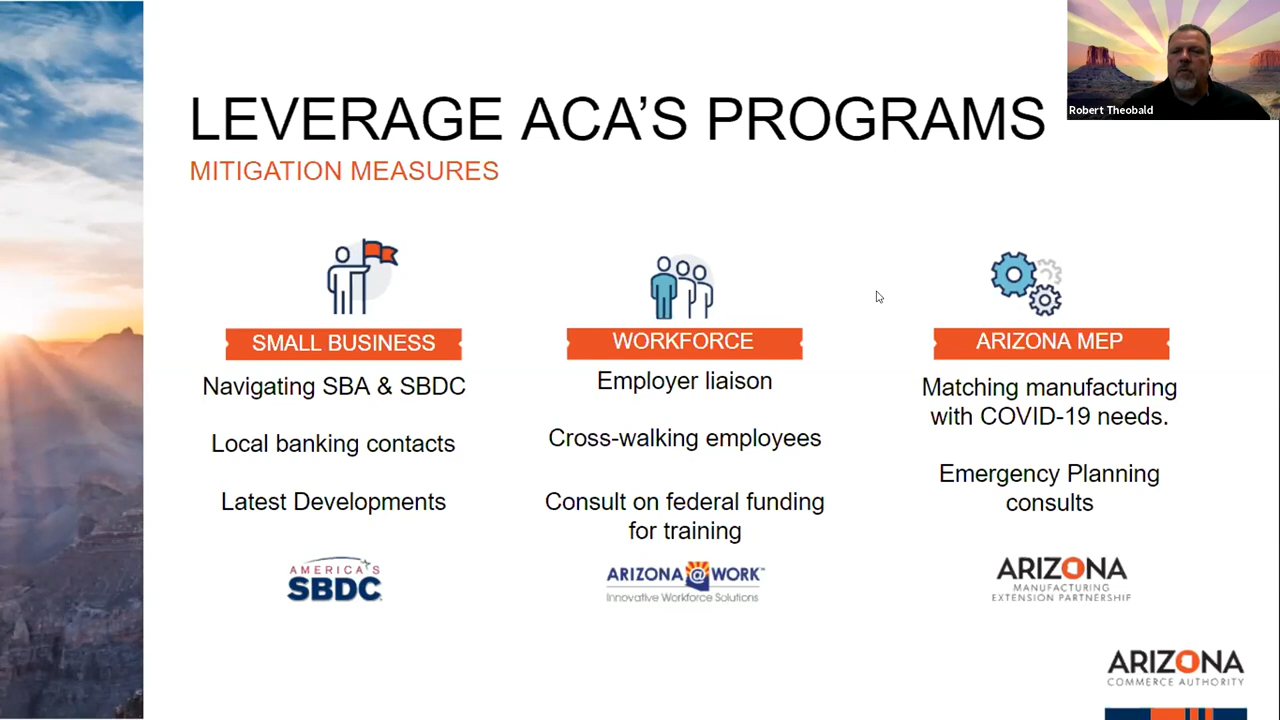 LEVERAGE ACA'S PROGRAMS
MITIGATION MEASURES
Robert Theobald
SMALL BUSINESS
Navigating SBA & SBDC
Local banking contacts
Latest Developments
AMERICA'S
SBDC
WORKFORCE
Employer liaison
Cross-walking employees
Consult on federal funding
for training
ARIZONA@WORK™
Innovative Workforce Solutions
ARIZONA MEP
Matching manufacturing
with COVID-19 needs.
Emergency Planning
consults
ARIZONA
MANUFACTURING
EXTENSION PARTNERSHIP
ARIZONA
COMMERCE AUTHORITY